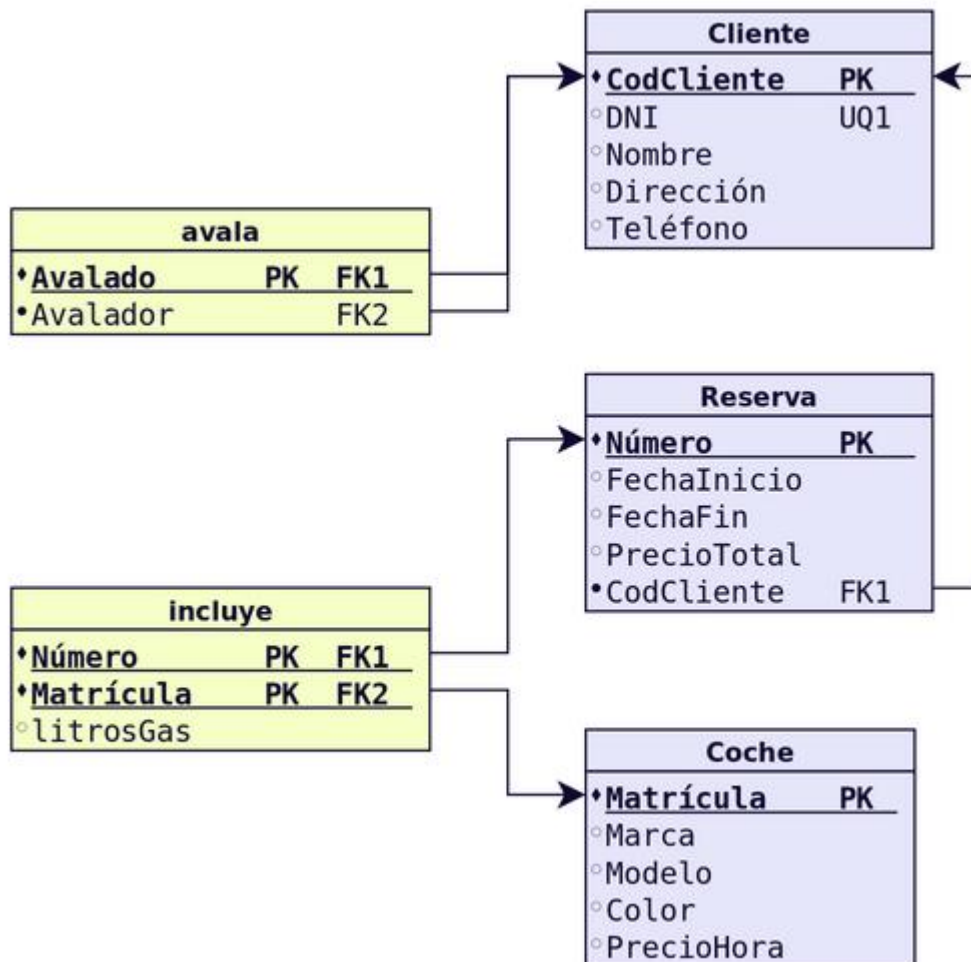 Cliente
CodCliente PK
DNI UQ1
Nombre
Dirección
Teléfono
avala
Avalado PK FK1
Avalador FK2
Reserva
Número PK
FechaInicio
FechaFin
PrecioTotal
CodCliente FK1
incluye
Número PK FK1
Matrícula PK FK2
litrosGas
Coche
Matrícula PK
Marca
Modelo
Color
PrecioHora